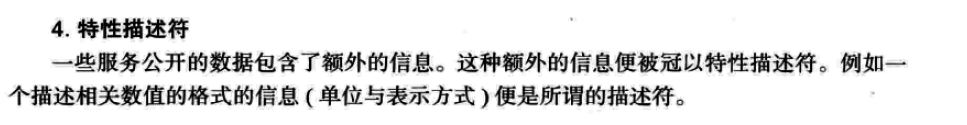 4. 特性描述符
一些服务公开的数据包含了额外的信息。这种额外的信息便被冠以特性描述符。例如一
个描述相关数值的格式的信息(单位与表示方式)便是所谓的描述符。